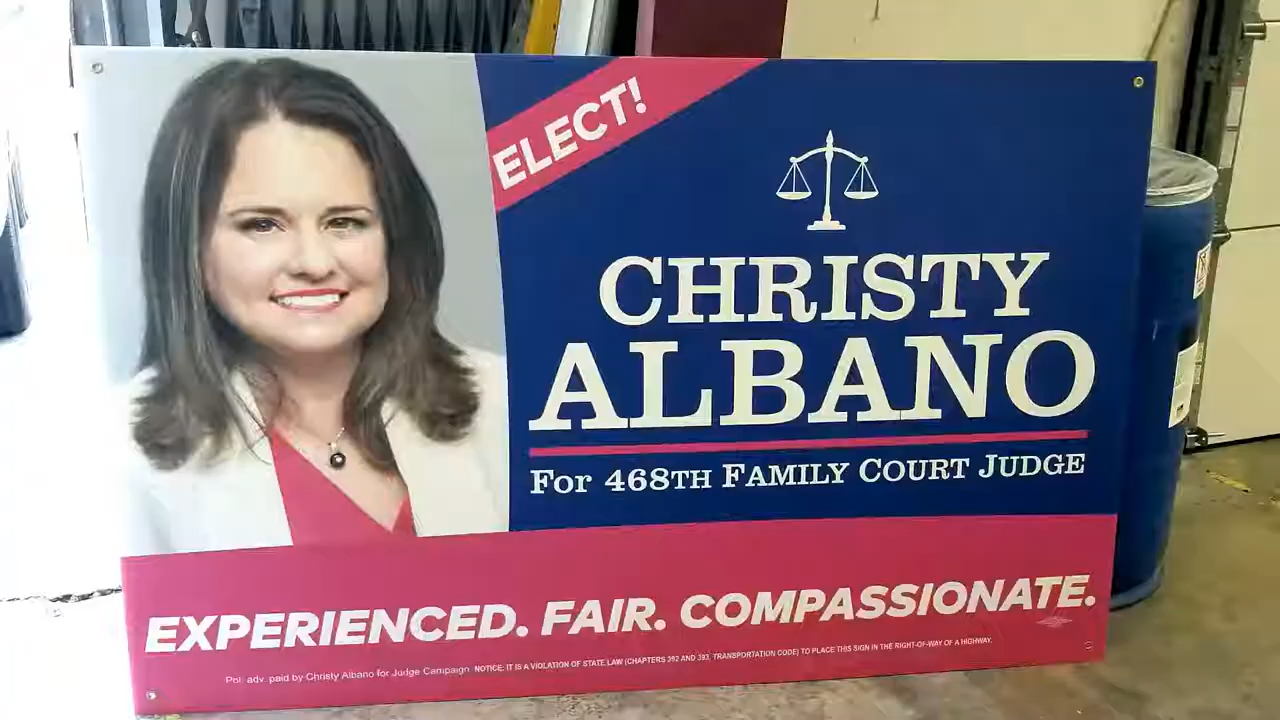 ELECT!
CHRISTY
ALBANO
FOR 468TH FAMILY COURT JUDGE
EXPERIENCED. FAIR. COMPASSIONATE.
Pol. adv. paid by Christy Albano for Judge Campaign. NOTICE: IT IS A VIOLATION OF STATE LAW (CHAPTERS 392 AND 393, TRANSPORTATION CODE) TO PLACE THIS SIGN IN THE RIGHT-OF-WAY OF A HIGHWAY.